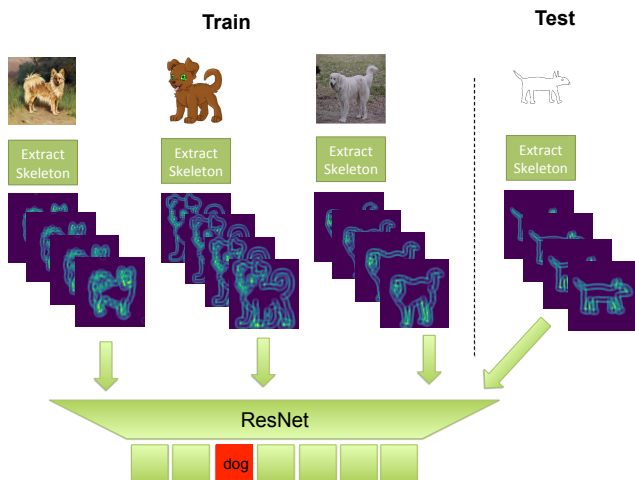 Train
Test
Extract
Skeleton
Extract
Skeleton
Extract
Skeleton
Extract
Skeleton
ResNet
dog